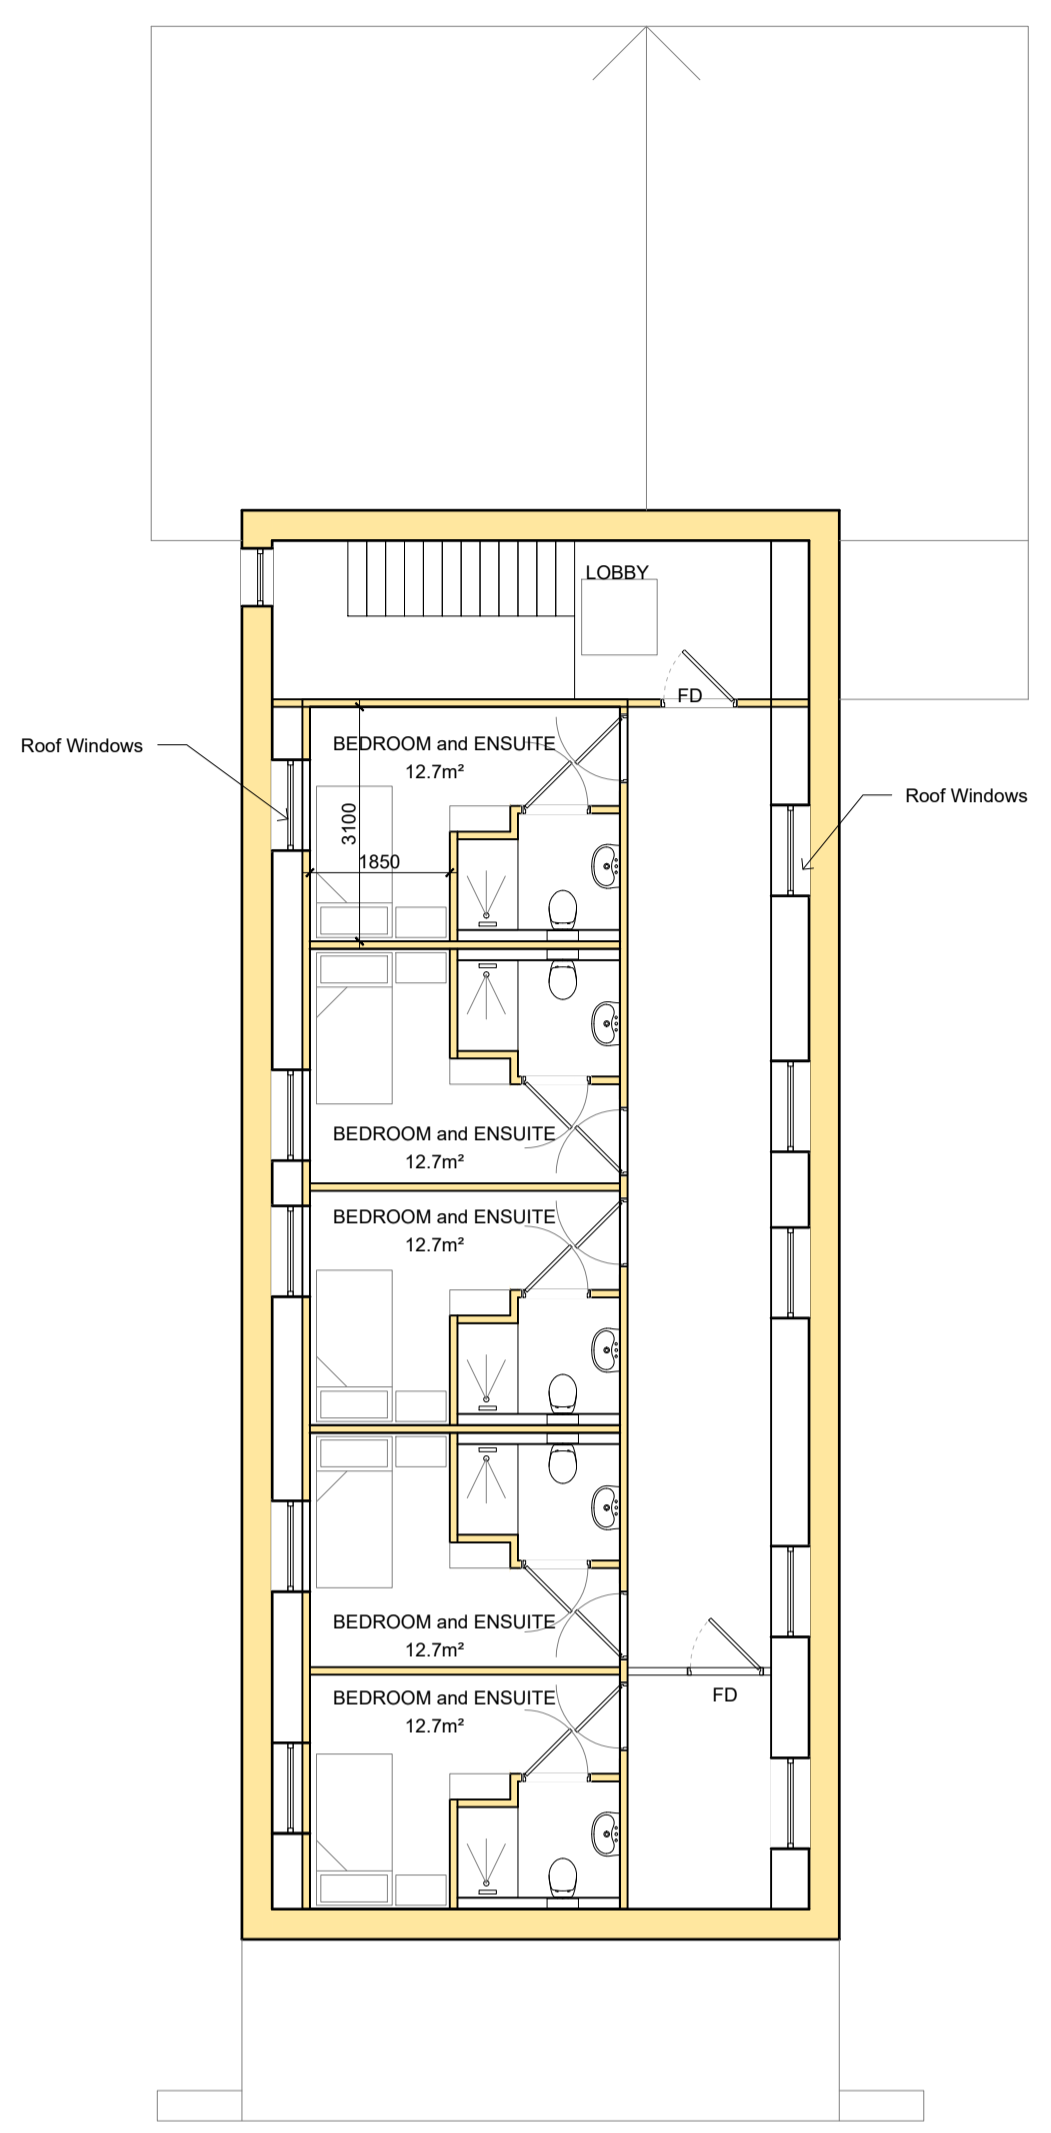 LOBBY
FD
BEDROOM and ENSUITE
12.7m²
Roof Windows
Roof Windows
3100
1850
BEDROOM and ENSUITE
12.7m²
BEDROOM and ENSUITE
12.7m²
BEDROOM and ENSUITE
12.7m²
FD
BEDROOM and ENSUITE
12.7m²